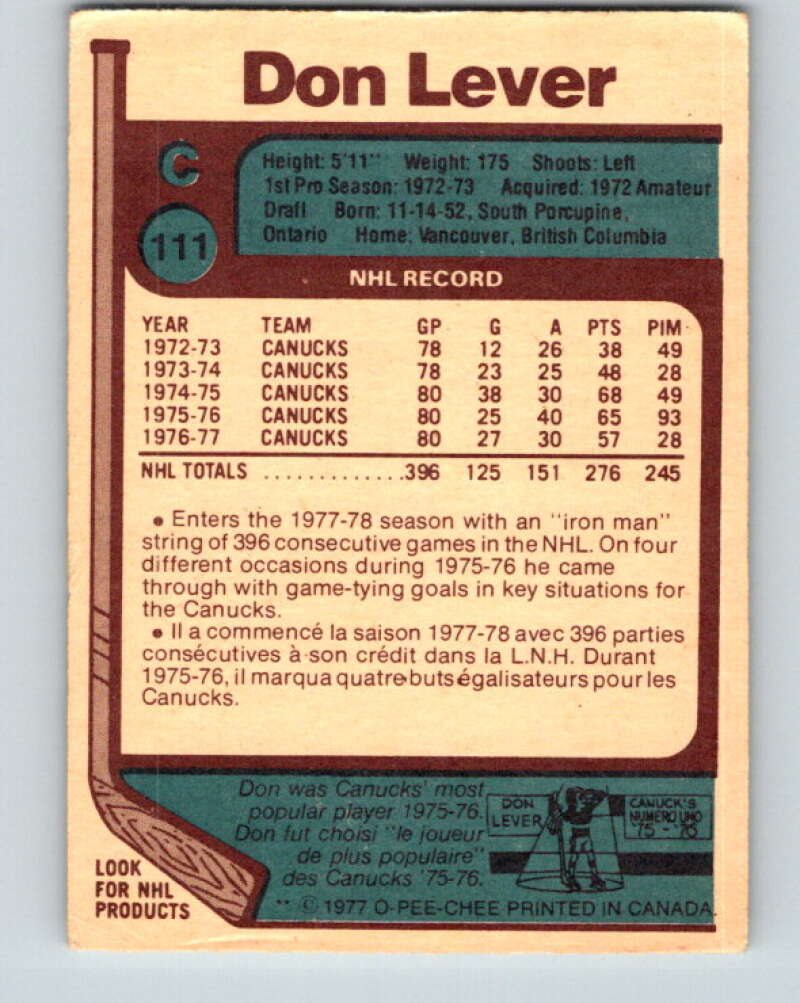 Don Lever
C
111
Height: 5'11" Weight: 175 Shoots: Left
1st Pro Season: 1972-73 Acquired: 1972 Amateur
Draft Born: 11-14-52, South Porcupine,
Ontario Home: Vancouver, British Columbia
NHL RECORD
YEAR TEAM GP G A PTS PIM
1972-73 CANUCKS 78 12 26 38 49
1973-74 CANUCKS 78 23 25 48 28
1974-75 CANUCKS 80 38 30 68 49
1975-76 CANUCKS 80 25 40 65 93
1976-77 CANUCKS 80 27 30 57 28
NHL TOTALS .............396 125 151 276 245
• Enters the 1977-78 season with an "iron man"
string of 396 consecutive games in the NHL. On four
different occasions during 1975-76 he came
through with game-tying goals in key situations for
the Canucks.
• Il a commencé la saison 1977-78 avec 396 parties
consécutives à son crédit dans la L.N.H. Durant
1975-76, il marqua quatre buts égalisateurs pour les
Canucks.
Don was Canucks' most
popular player 1975-76.
Don fut choisi "le joueur
de plus populaire"
des Canucks '75-76.
DON
LEVER
CANUCK'S
NUMERO UNO
'75-'76
LOOK
FOR NHL
PRODUCTS
** © 1977 O-PEE-CHEE PRINTED IN CANADA.